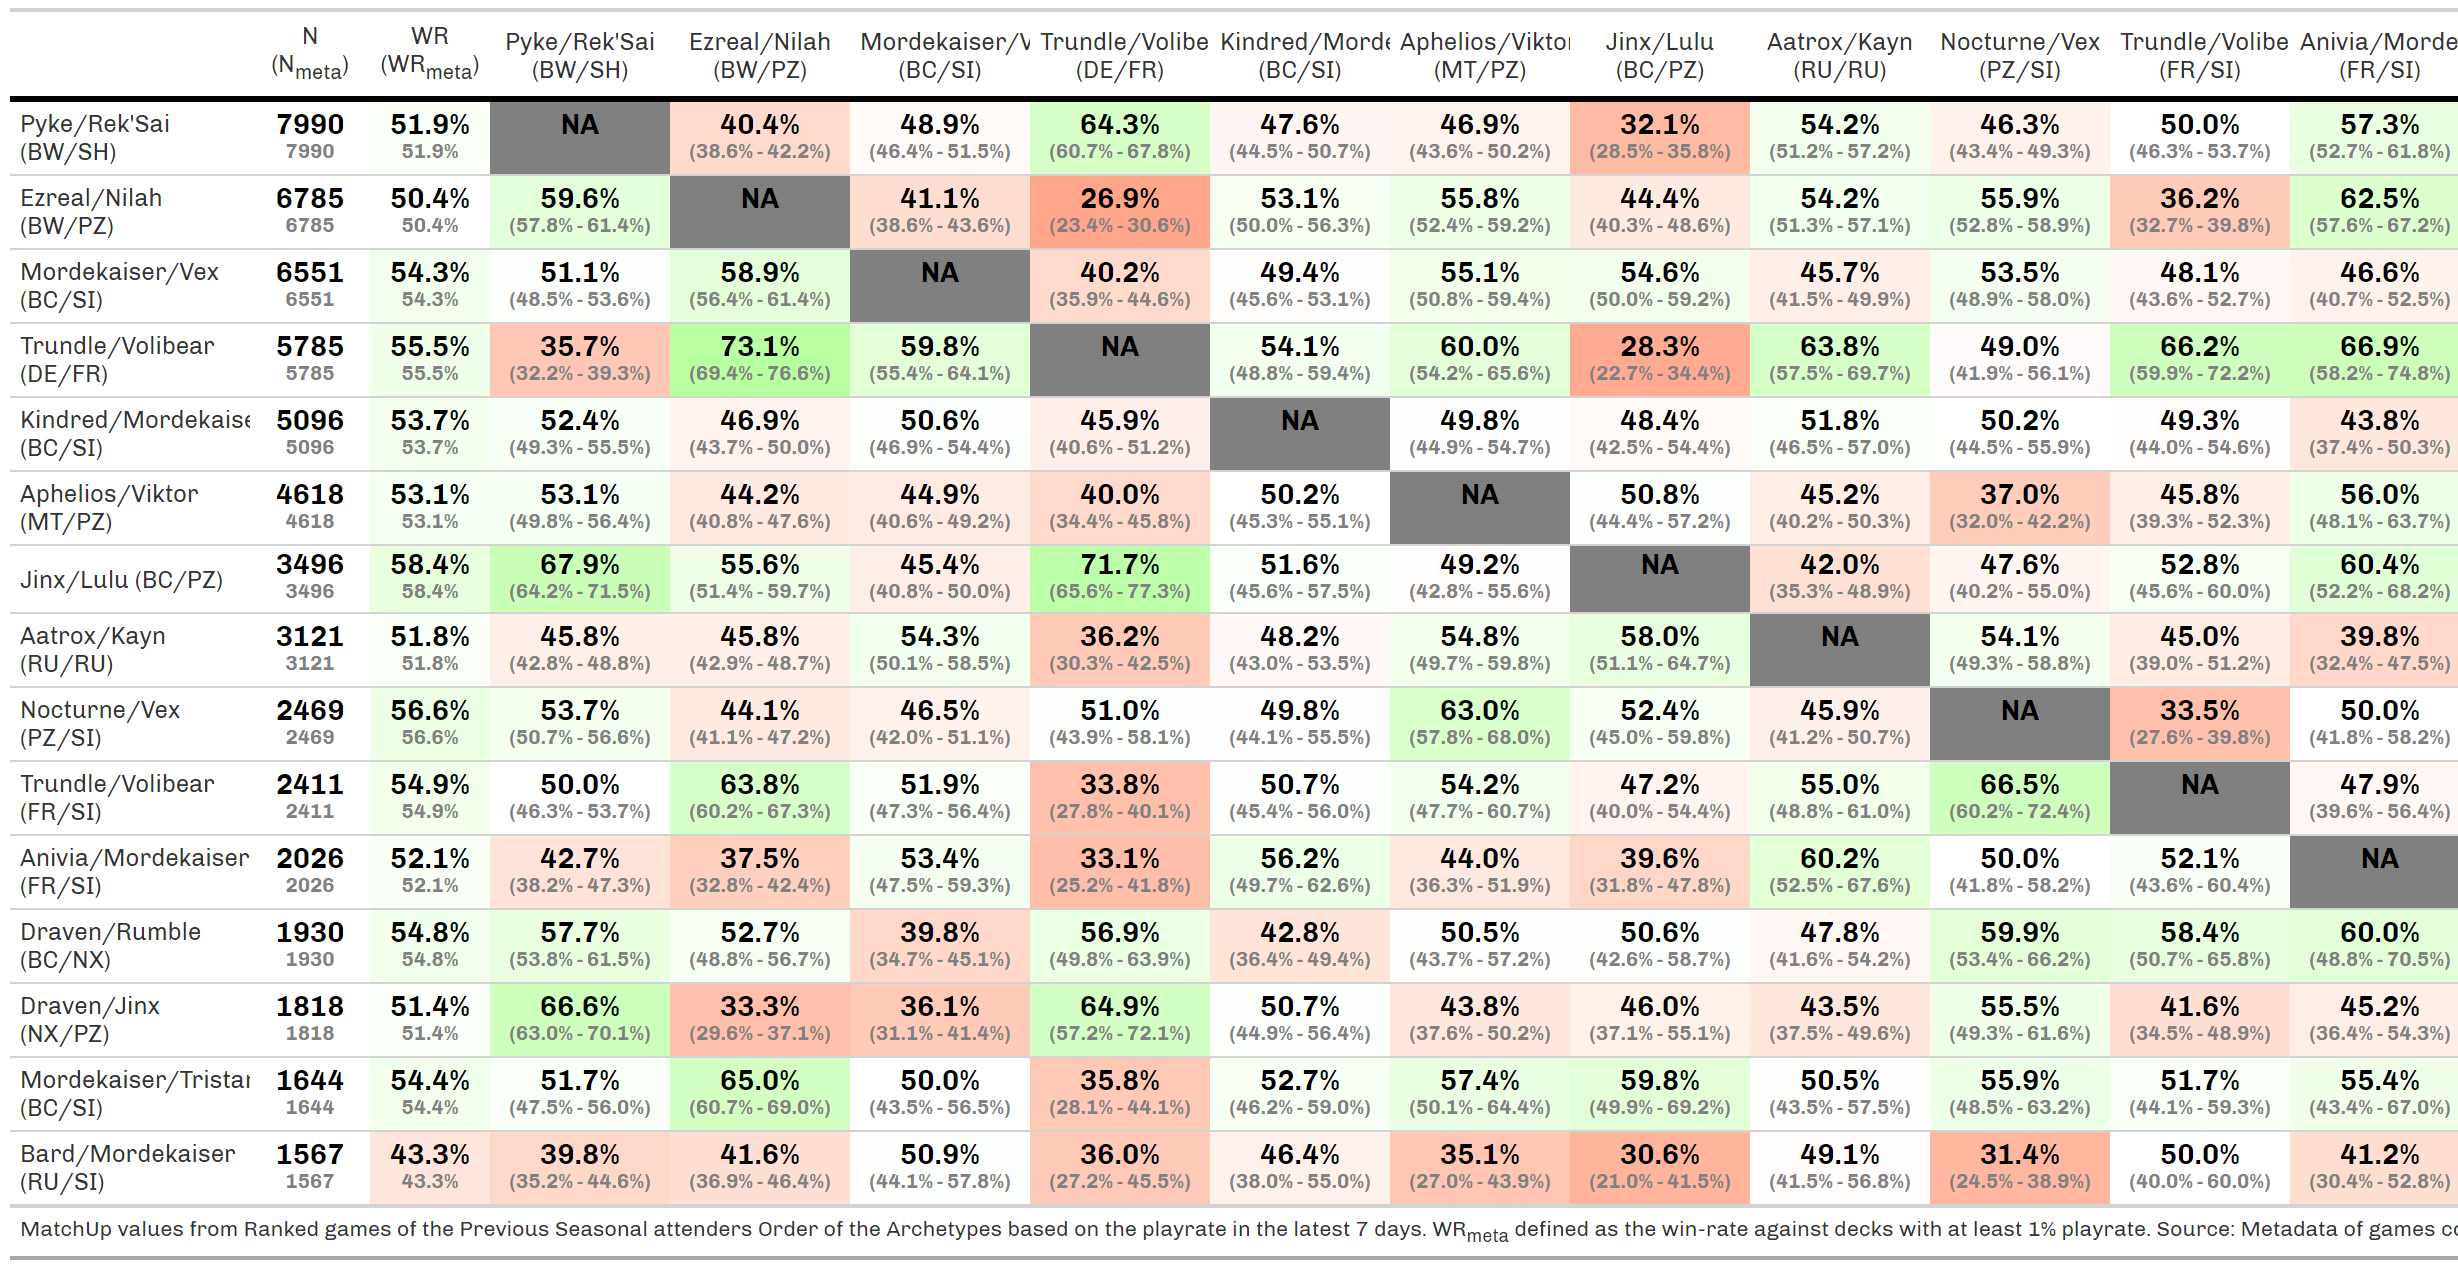 N WR Pyke/Rek'Sai Ezreal/Nilah Mordekaiser/V Trundle/Volibe Kindred/Morde Aphelios/Viktor Jinx/Lulu Aatrox/Kayn Nocturne/Vex Trundle/Volibe Anivia/Morde
(Nmeta) (WRmeta) (BW/SH) (BW/PZ) (BC/SI) (DE/FR) (BC/SI) (MT/PZ) (BC/PZ) (RU/RU) (PZ/SI) (FR/SI) (FR/SI)
Pyke/Rek'Sai 7990 51.9% NA 40.4% 48.9% 64.3% 47.6% 46.9% 32.1% 54.2% 46.3% 50.0% 57.3%
(BW/SH) 7990 51.9% (38.6% - 42.2%) (46.4% - 51.5%) (60.7% - 67.8%) (44.5% - 50.7%) (43.6% - 50.2%) (28.5% - 35.8%) (51.2% - 57.2%) (43.4% - 49.3%) (46.3% - 53.7%) (52.7% - 61.8%)
Ezreal/Nilah 6785 50.4% 59.6% NA 41.1% 26.9% 53.1% 55.8% 44.4% 54.2% 55.9% 36.2% 62.5%
(BW/PZ) 6785 50.4% (57.8% - 61.4%) (38.6% - 43.6%) (23.4% - 30.6%) (50.0% - 56.3%) (52.4% - 59.2%) (40.3% - 48.6%) (51.3% - 57.1%) (52.8% - 58.9%) (32.7% - 39.8%) (57.6% - 67.2%)
Mordekaiser/Vex 6551 54.3% 51.1% 58.9% NA 40.2% 49.4% 55.1% 54.6% 45.7% 53.5% 48.1% 46.6%
(BC/SI) 6551 54.3% (48.5% - 53.6%) (56.4% - 61.4%) (35.9% - 44.6%) (45.6% - 53.1%) (50.8% - 59.4%) (50.0% - 59.2%) (41.5% - 49.9%) (48.9% - 58.0%) (43.6% - 52.7%) (40.7% - 52.5%)
Trundle/Volibear 5785 55.5% 35.7% 73.1% 59.8% NA 54.1% 60.0% 28.3% 63.8% 49.0% 66.2% 66.9%
(DE/FR) 5785 55.5% (32.2% - 39.3%) (69.4% - 76.6%) (55.4% - 64.1%) (48.8% - 59.4%) (54.2% - 65.6%) (22.7% - 34.4%) (57.5% - 69.7%) (41.9% - 56.1%) (59.9% - 72.2%) (58.2% - 74.8%)
Kindred/Mordekaise 5096 53.7% 52.4% 46.9% 50.6% 45.9% NA 49.8% 48.4% 51.8% 50.2% 49.3% 43.8%
(BC/SI) 5096 53.7% (49.3% - 55.5%) (43.7% - 50.0%) (46.9% - 54.4%) (40.6% - 51.2%) (44.9% - 54.7%) (42.5% - 54.4%) (46.5% - 57.0%) (44.5% - 55.9%) (44.0% - 54.6%) (37.4% - 50.3%)
Aphelios/Viktor 4618 53.1% 53.1% 44.2% 44.9% 40.0% 50.2% NA 50.8% 45.2% 37.0% 45.8% 56.0%
(MT/PZ) 4618 53.1% (49.8% - 56.4%) (40.8% - 47.6%) (40.6% - 49.2%) (34.4% - 45.8%) (45.3% - 55.1%) (44.4% - 57.2%) (40.2% - 50.3%) (32.0% - 42.2%) (39.3% - 52.3%) (48.1% - 63.7%)
Jinx/Lulu (BC/PZ) 3496 58.4% 67.9% 55.6% 45.4% 71.7% 51.6% 49.2% NA 42.0% 47.6% 52.8% 60.4%
3496 58.4% (64.2% - 71.5%) (51.4% - 59.7%) (40.8% - 50.0%) (65.6% - 77.3%) (45.6% - 57.5%) (42.8% - 55.6%) (35.3% - 48.9%) (40.2% - 55.0%) (45.6% - 60.0%) (52.2% - 68.2%)
Aatrox/Kayn 3121 51.8% 45.8% 45.8% 54.3% 36.2% 48.2% 54.8% 58.0% NA 54.1% 45.0% 39.8%
(RU/RU) 3121 51.8% (42.8% - 48.8%) (42.9% - 48.7%) (50.1% - 58.5%) (30.3% - 42.5%) (43.0% - 53.5%) (49.7% - 59.8%) (51.1% - 64.7%) (49.3% - 58.8%) (39.0% - 51.2%) (32.4% - 47.5%)
Nocturne/Vex 2469 56.6% 53.7% 44.1% 46.5% 51.0% 49.8% 63.0% 52.4% 45.9% NA 33.5% 50.0%
(PZ/SI) 2469 56.6% (50.7% - 56.6%) (41.1% - 47.2%) (42.0% - 51.1%) (43.9% - 58.1%) (44.1% - 55.5%) (57.8% - 68.0%) (45.0% - 59.8%) (41.2% - 50.7%) (27.6% - 39.8%) (41.8% - 58.2%)
Trundle/Volibear 2411 54.9% 50.0% 63.8% 51.9% 33.8% 50.7% 54.2% 47.2% 55.0% 66.5% NA 47.9%
(FR/SI) 2411 54.9% (46.3% - 53.7%) (60.2% - 67.3%) (47.3% - 56.4%) (27.8% - 40.1%) (45.4% - 56.0%) (47.7% - 60.7%) (40.0% - 54.4%) (48.8% - 61.0%) (60.2% - 72.4%) (39.6% - 56.4%)
Anivia/Mordekaiser 2026 52.1% 42.7% 37.5% 53.4% 33.1% 56.2% 44.0% 39.6% 60.2% 50.0% 52.1% NA
(FR/SI) 2026 52.1% (38.2% - 47.3%) (32.8% - 42.4%) (47.5% - 59.3%) (25.2% - 41.8%) (49.7% - 62.6%) (36.3% - 51.9%) (31.8% - 47.8%) (52.5% - 67.6%) (41.8% - 58.2%) (43.6% - 60.4%)
Draven/Rumble 1930 54.8% 57.7% 52.7% 39.8% 56.9% 42.8% 50.5% 50.6% 47.8% 59.9% 58.4% 60.0%
(BC/NX) 1930 54.8% (53.8% - 61.5%) (48.8% - 56.7%) (34.7% - 45.1%) (49.8% - 63.9%) (36.4% - 49.4%) (43.7% - 57.2%) (42.6% - 58.7%) (41.6% - 54.2%) (53.4% - 66.2%) (50.7% - 65.8%) (48.8% - 70.5%)
Draven/Jinx 1818 51.4% 66.6% 33.3% 36.1% 64.9% 50.7% 43.8% 46.0% 43.5% 55.5% 41.6% 45.2%
(NX/PZ) 1818 51.4% (63.0% - 70.1%) (29.6% - 37.1%) (31.1% - 41.4%) (57.2% - 72.1%) (44.9% - 56.4%) (37.6% - 50.2%) (37.1% - 55.1%) (37.5% - 49.6%) (49.3% - 61.6%) (34.5% - 48.9%) (36.4% - 54.3%)
Mordekaiser/Tristar 1644 54.4% 51.7% 65.0% 50.0% 35.8% 52.7% 57.4% 59.8% 50.5% 55.9% 51.7% 55.4%
(BC/SI) 1644 54.4% (47.5% - 56.0%) (60.7% - 69.0%) (43.5% - 56.5%) (28.1% - 44.1%) (46.2% - 59.0%) (50.1% - 64.4%) (49.9% - 69.2%) (43.5% - 57.5%) (48.5% - 63.2%) (44.1% - 59.3%) (43.4% - 67.0%)
Bard/Mordekaiser 1567 43.3% 39.8% 41.6% 50.9% 36.0% 46.4% 35.1% 30.6% 49.1% 31.4% 50.0% 41.2%
(RU/SI) 1567 43.3% (35.2% - 44.6%) (36.9% - 46.4%) (44.1% - 57.8%) (27.2% - 45.5%) (38.0% - 55.0%) (27.0% - 43.9%) (21.0% - 41.5%) (41.5% - 56.8%) (24.5% - 38.9%) (40.0% - 60.0%) (30.4% - 52.8%)
MatchUp values from Ranked games of the Previous Seasonal attenders Order of the Archetypes based on the playrate in the latest 7 days. WRmeta defined as the win-rate against decks with at least 1% playrate. Source: Metadata of games co